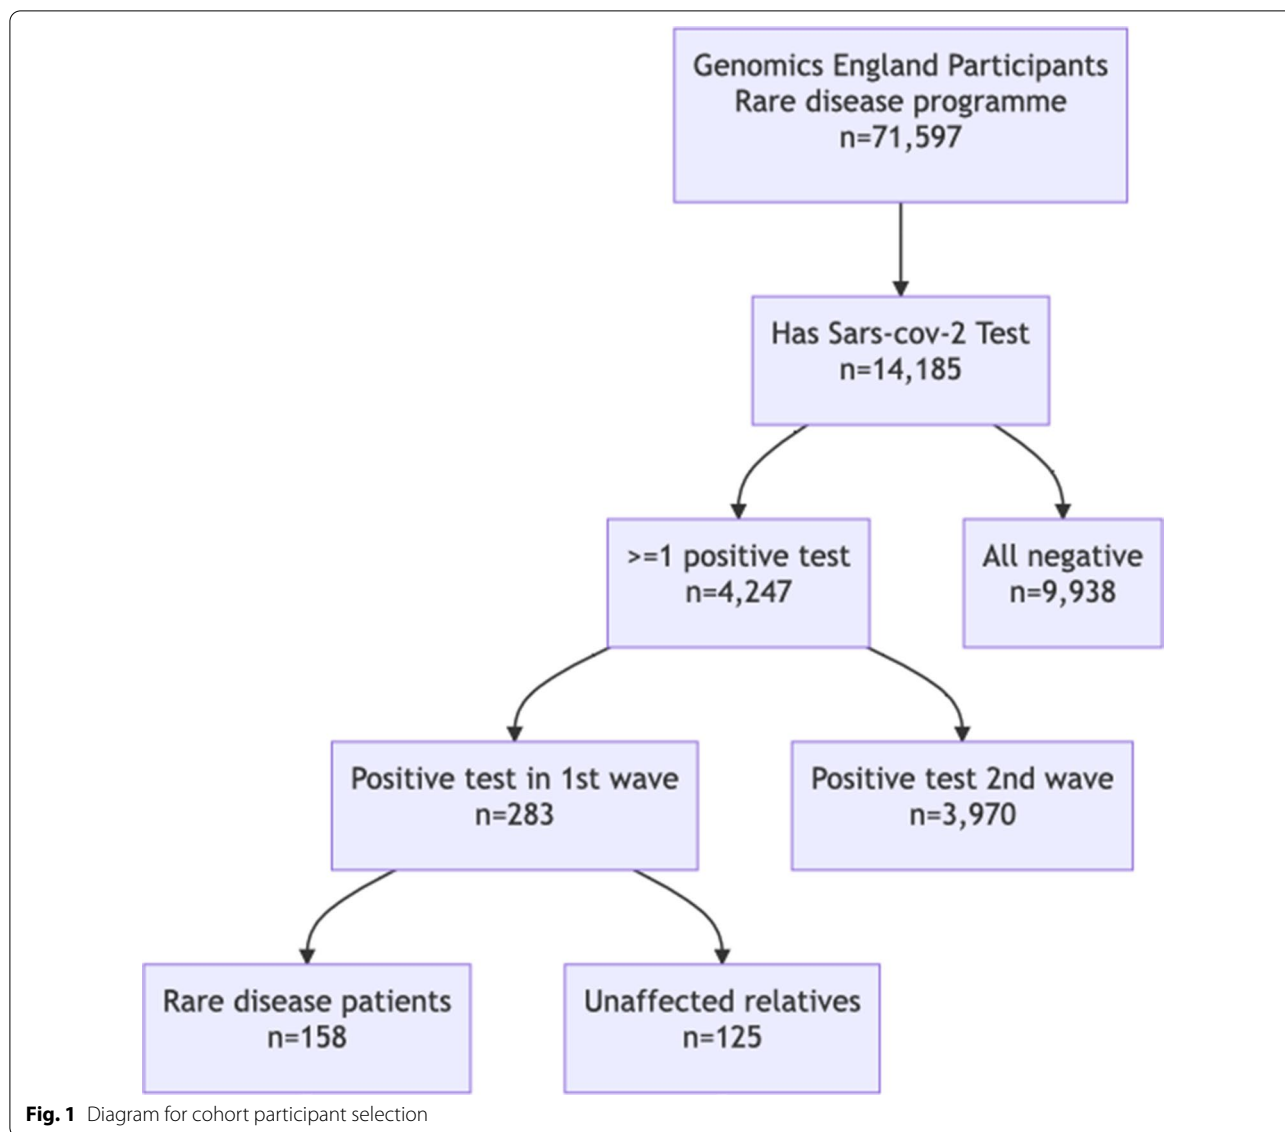 Genomics England Participants
Rare disease programme
n=71,597
Has Sars-cov-2 Test
n=14,185
>=1 positive test
n=4,247
All negative
n=9,938
Positive test in 1st wave
n=283
Positive test 2nd wave
n=3,970
Rare disease patients
n=158
Unaffected relatives
n=125
Fig. 1 Diagram for cohort participant selection